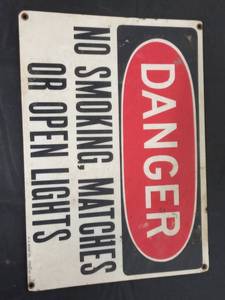 DANGER
NO SMOKING, MATCHES
OR OPEN LIGHTS